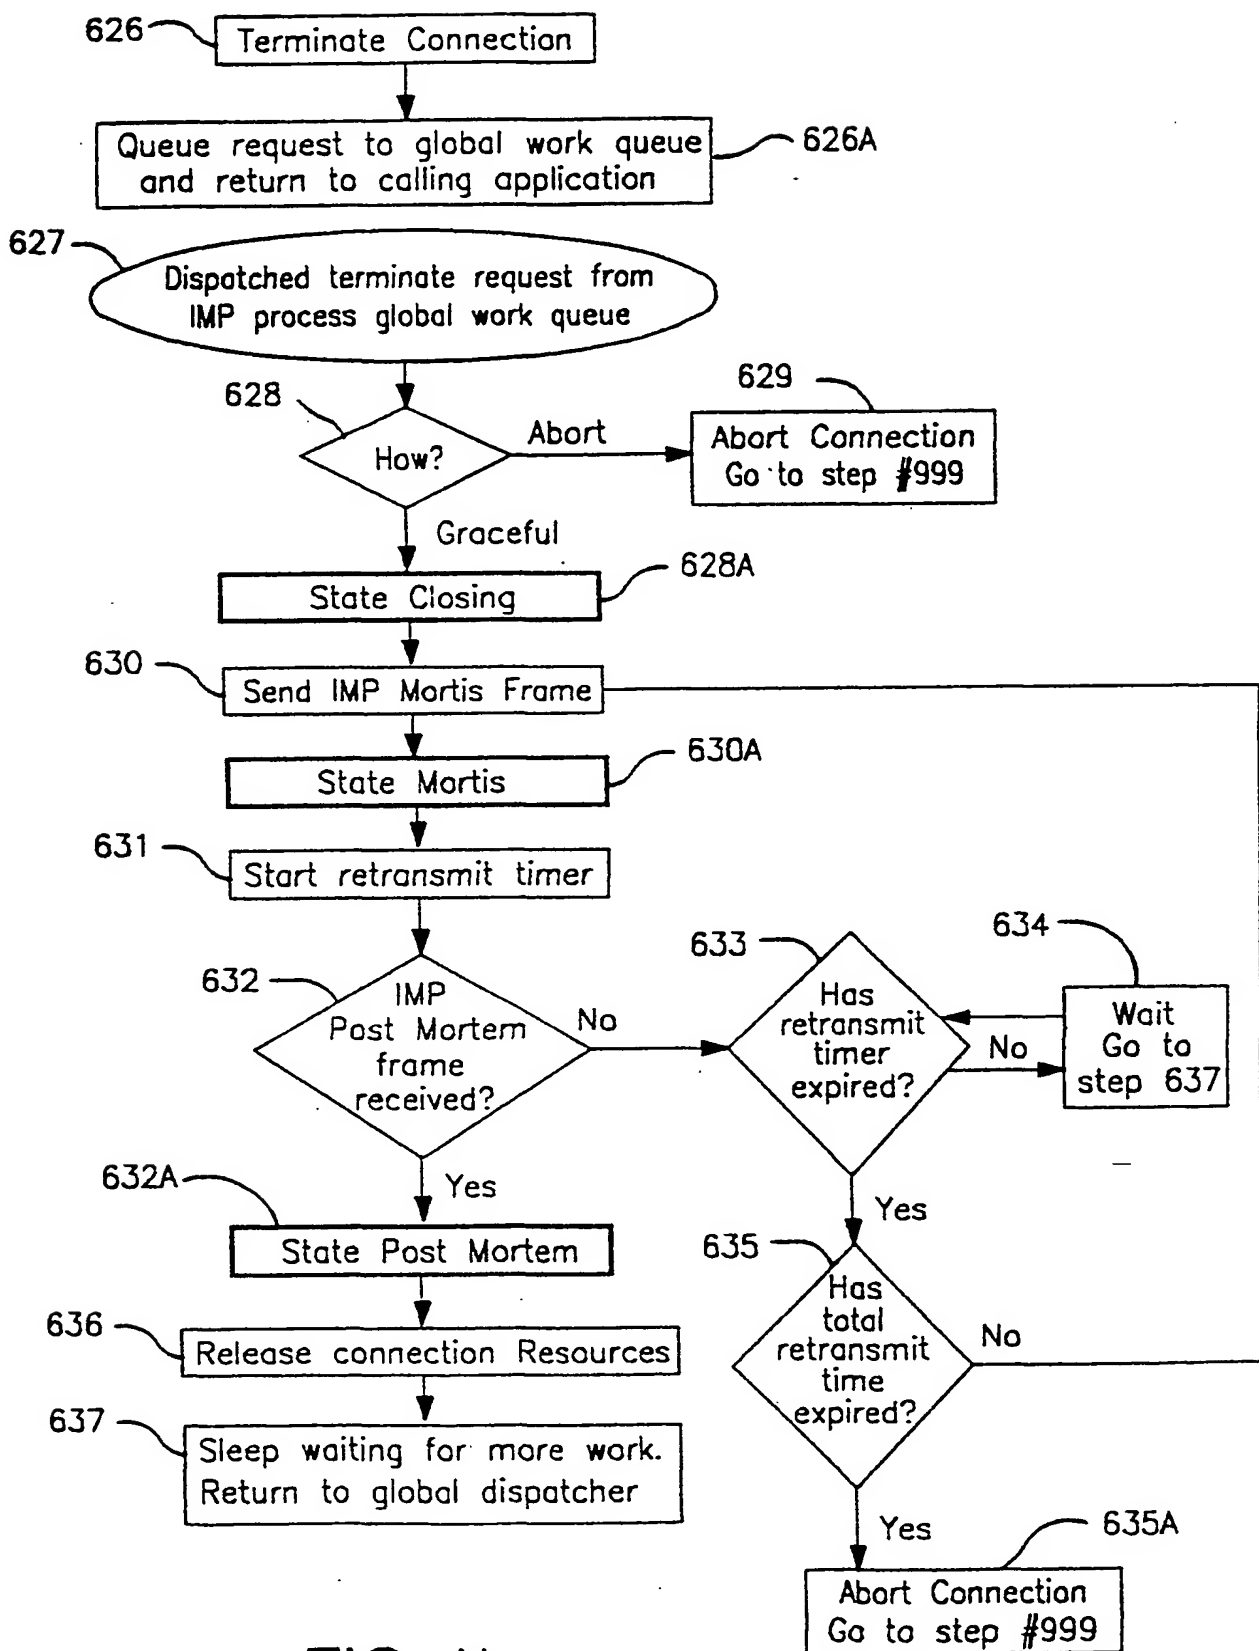 626
Terminate Connection
Queue request to global work queue
and return to calling application
626A
627
Dispatched terminate request from
IMP process global work queue
628
How?
Abort
629
Abort Connection
Go to step #999
Graceful
628A
State Closing
630
Send IMP Mortis Frame
630A
State Mortis
631
Start retransmit timer
632
IMP
Post Mortem
frame
received?
No
633
Has
retransmit
timer
expired?
No
634
Wait
Go to
step 637
Yes
632A
State Post Mortem
Yes
635
Has
total
retransmit
time
expired?
No
636
Release connection Resources
637
Sleep waiting for more work.
Return to global dispatcher
Yes
635A
Abort Connection
Go to step #999